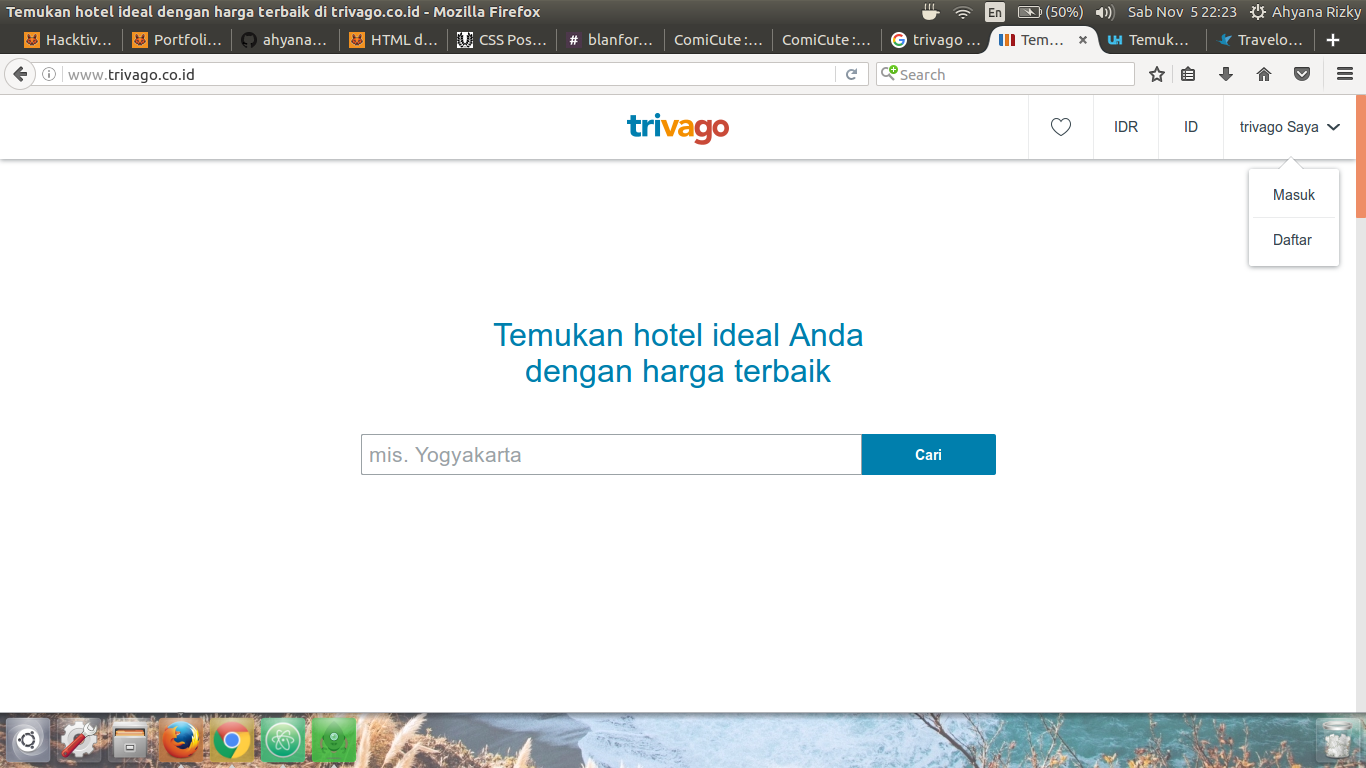 Temukan hotel ideal dengan harga terbaik di trivago.co.id - Mozilla Firefox
En
(50%)
Sab Nov 5 22:23
Ahyana Rizky
Hacktiv…
Portfoli…
ahyana…
HTML d…
CSS Pos…
# blanfor…
ComiCute :…
ComiCute :…
trivago …
Tem…
UH Temuk…
Travelo…
www.trivago.co.id
Search
trivago
IDR
ID
trivago Saya
Masuk
Daftar
Temukan hotel ideal Anda
dengan harga terbaik
mis. Yogyakarta
Cari